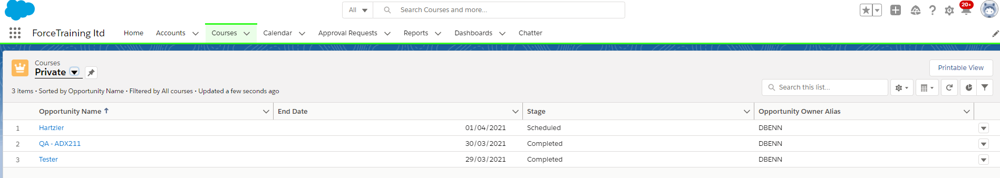 All Search Courses and more...
20+
ForceTraining ltd Home Accounts Courses Calendar Approval Requests Reports Dashboards Chatter
Courses
Private
Printable View
3 items • Sorted by Opportunity Name • Filtered by All courses • Updated a few seconds ago
Search this list...
Opportunity Name End Date Stage Opportunity Owner Alias
1 Hartzler 01/04/2021 Scheduled DBENN
2 QA - ADX211 30/03/2021 Completed DBENN
3 Tester 29/03/2021 Completed DBENN